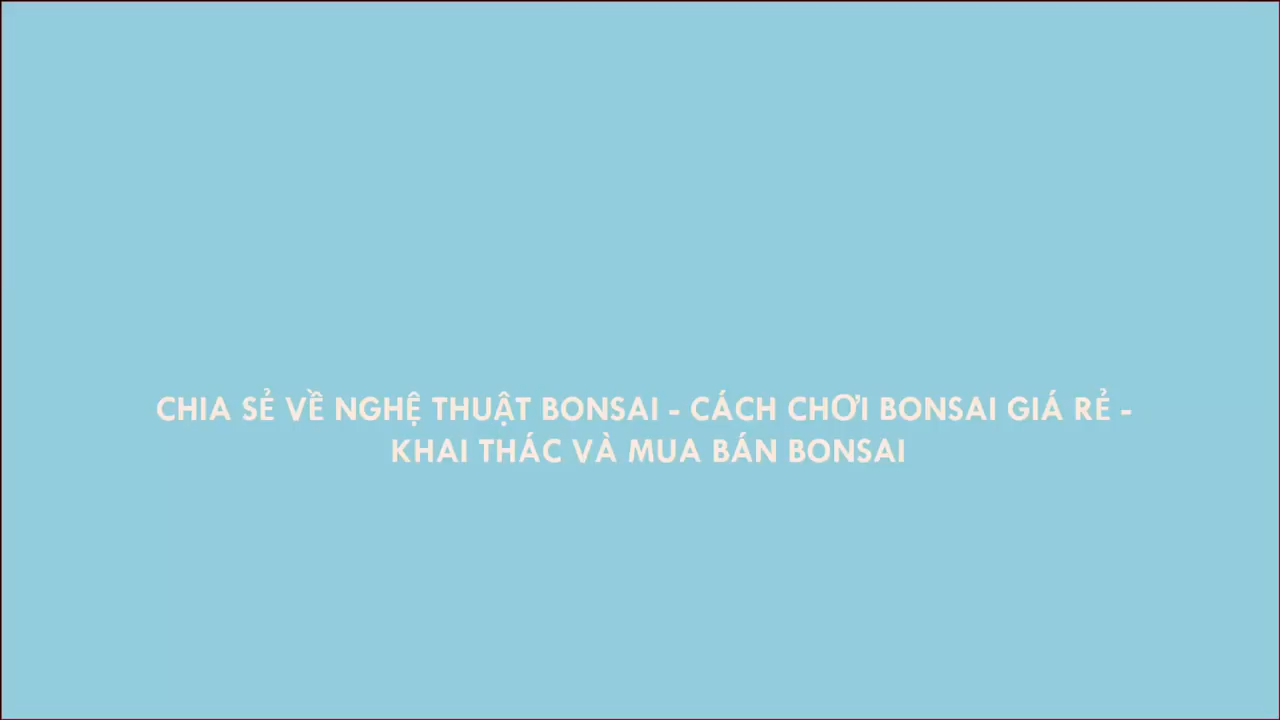 CHIA SẺ VỀ NGHỆ THUẬT BONSAI - CÁCH CHƠI BONSAI GIÁ RẺ -
KHAI THÁC VÀ MUA BÁN BONSAI